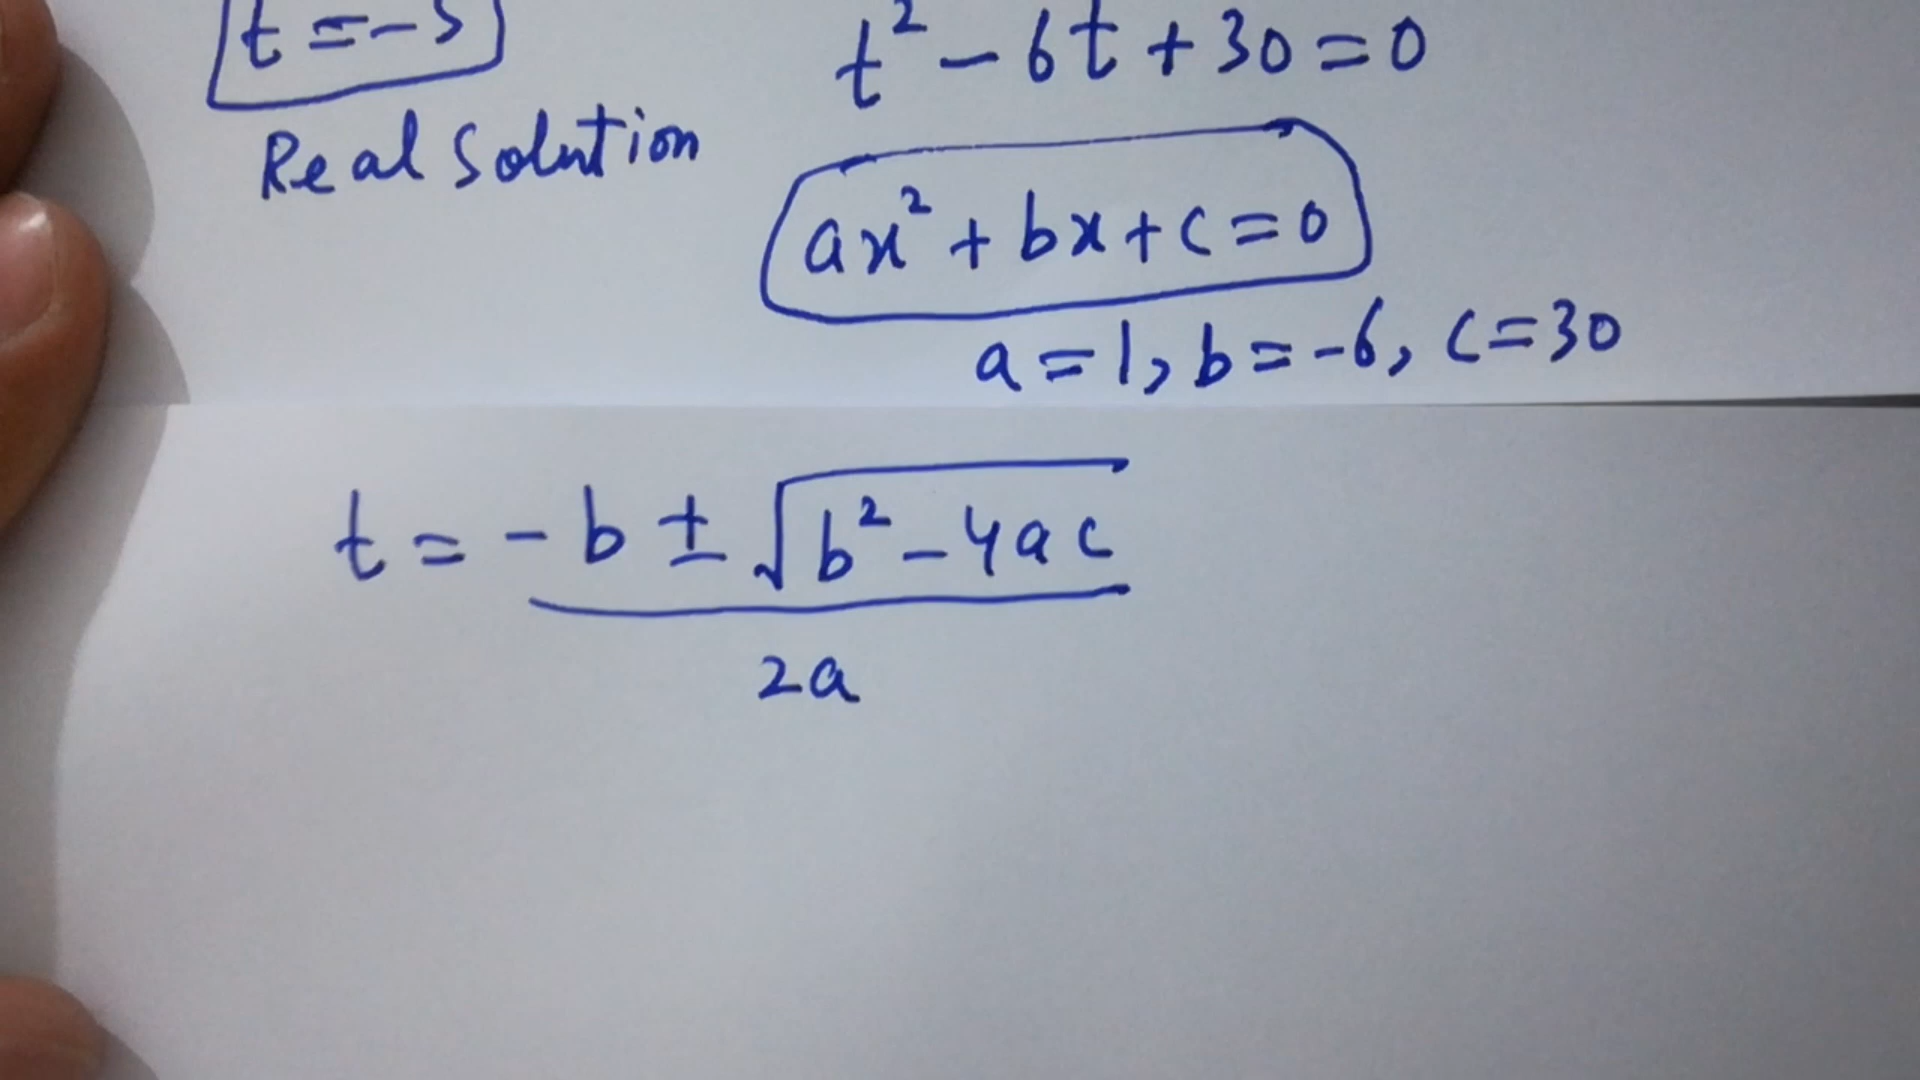 t = -5
Real Solution
t² - 6t + 30 = 0
ax² + bx + c = 0
a = 1, b = -6, c = 30
t = -b ± √(b² - 4ac)
2a